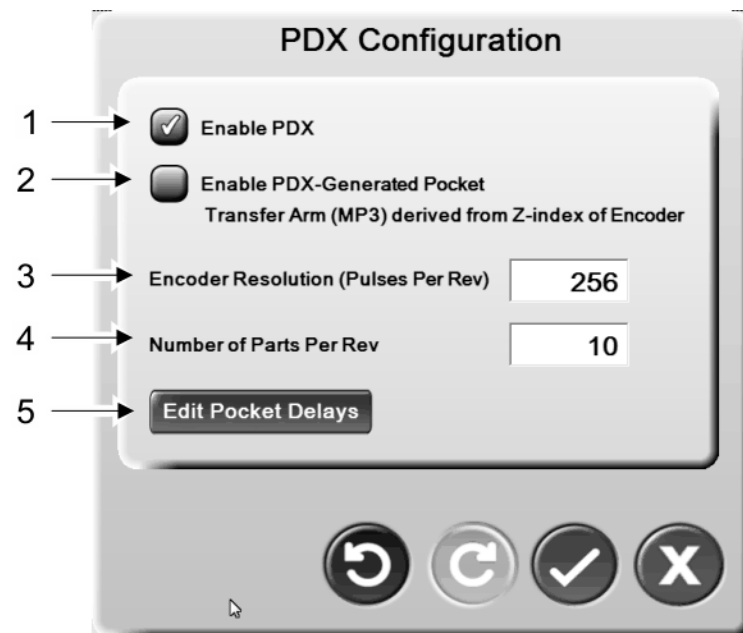 PDX Configuration
1 Enable PDX
2 Enable PDX-Generated Pocket
Transfer Arm (MP3) derived from Z-index of Encoder
3 Encoder Resolution (Pulses Per Rev) 256
4 Number of Parts Per Rev 10
5 Edit Pocket Delays